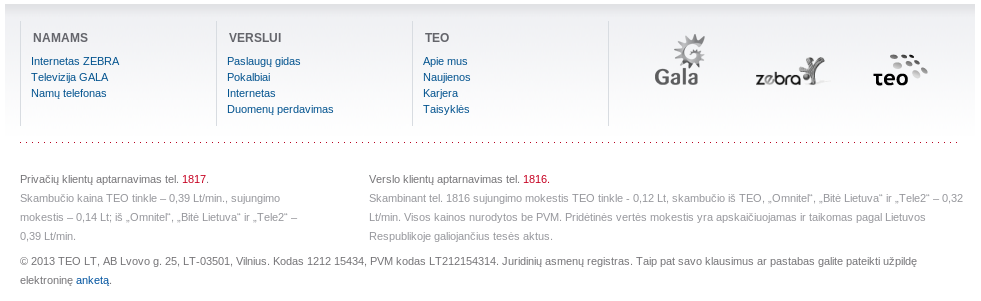 NAMAMS
Internetas ZEBRA
Televizija GALA
Namų telefonas
VERSLUI
Paslaugų gidas
Pokalbiai
Internetas
Duomenų perdavimas
TEO
Apie mus
Naujienos
Karjera
Taisyklės
Gala
zebra
TEO
Privačių klientų aptarnavimas tel. 1817.
Skambučio kaina TEO tinkle – 0,39 Lt/min., sujungimo
mokestis – 0,14 Lt; iš „Omnitel“, „Bitė Lietuva“ ir „Tele2“ –
0,39 Lt/min.
Verslo klientų aptarnavimas tel. 1816.
Skambinant tel. 1816 sujungimo mokestis TEO tinkle - 0,12 Lt, skambučio iš TEO, „Omnitel“, „Bitė Lietuva“ ir „Tele2“ – 0,32
Lt/min. Visos kainos nurodytos be PVM. Pridėtinės vertės mokestis yra apskaičiuojamas ir taikomas pagal Lietuvos
Respublikoje galiojančius tesės aktus.
© 2013 TEO LT, AB Lvovo g. 25, LT-03501, Vilnius. Kodas 1212 15434, PVM kodas LT212154314. Juridinių asmenų registras. Taip pat savo klausimus ar pastabas galite pateikti užpildę
elektroninę anketą.